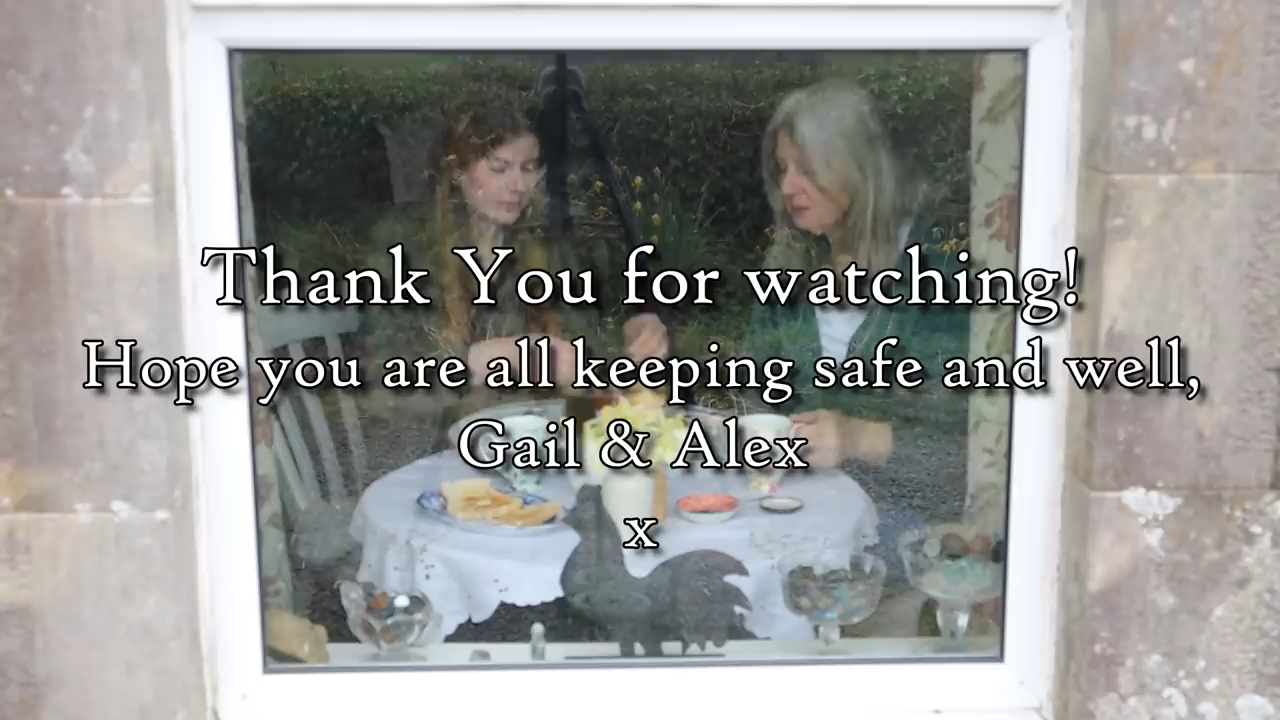 Thank You for watching!
Hope you are all keeping safe and well,
Gail & Alex
x